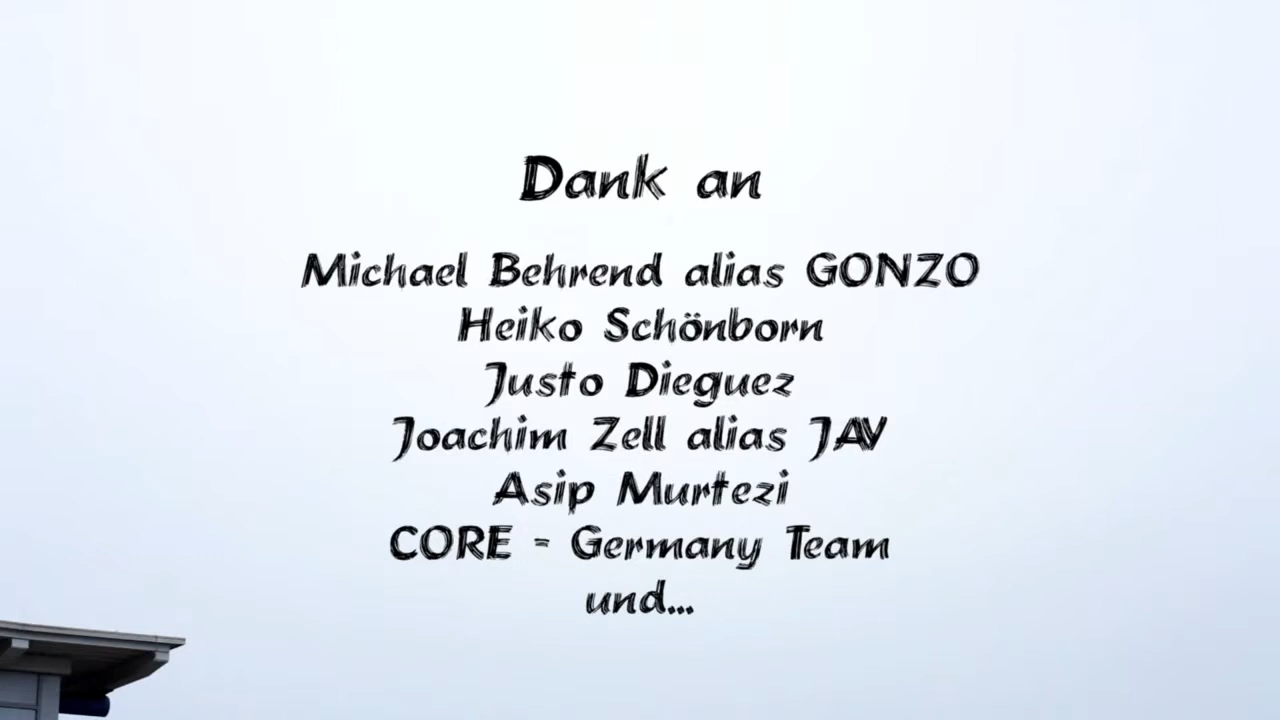 Dank an
Michael Behrend alias GONZO
Heiko Schönborn
Justo Dieguez
Joachim Zell alias JAV
Asip Murtezi
CORE - Germany Team
und...